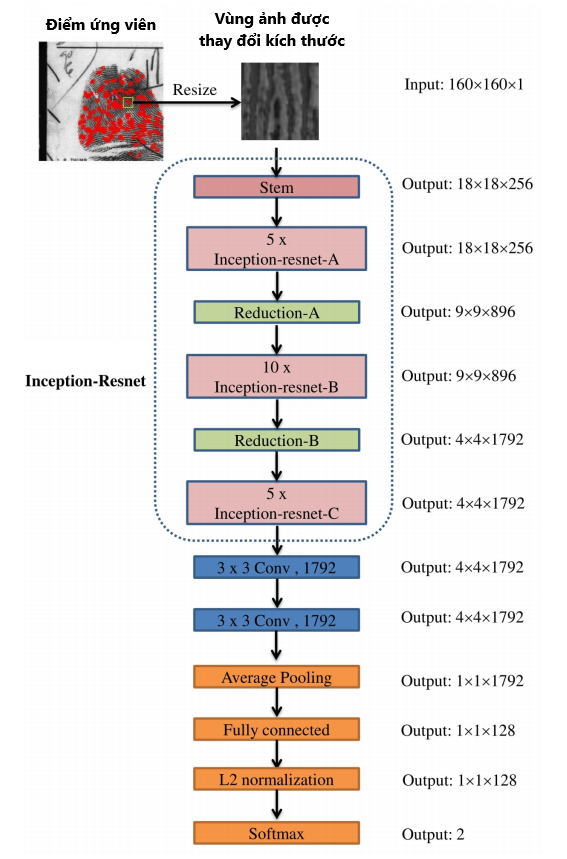 Điểm ứng viên
Vùng ảnh được
thay đổi kích thước
Resize
Input: 160×160×1
Stem
Output: 18×18×256
5 x
Inception-resnet-A
Output: 18×18×256
Reduction-A
Output: 9×9×896
Inception-Resnet
10 x
Inception-resnet-B
Output: 9×9×896
Reduction-B
Output: 4×4×1792
5 x
Inception-resnet-C
Output: 4×4×1792
3 x 3 Conv , 1792
Output: 4×4×1792
3 x 3 Conv , 1792
Output: 4×4×1792
Average Pooling
Output: 1×1×1792
Fully connected
Output: 1×1×128
L2 normalization
Output: 1×1×128
Softmax
Output: 2